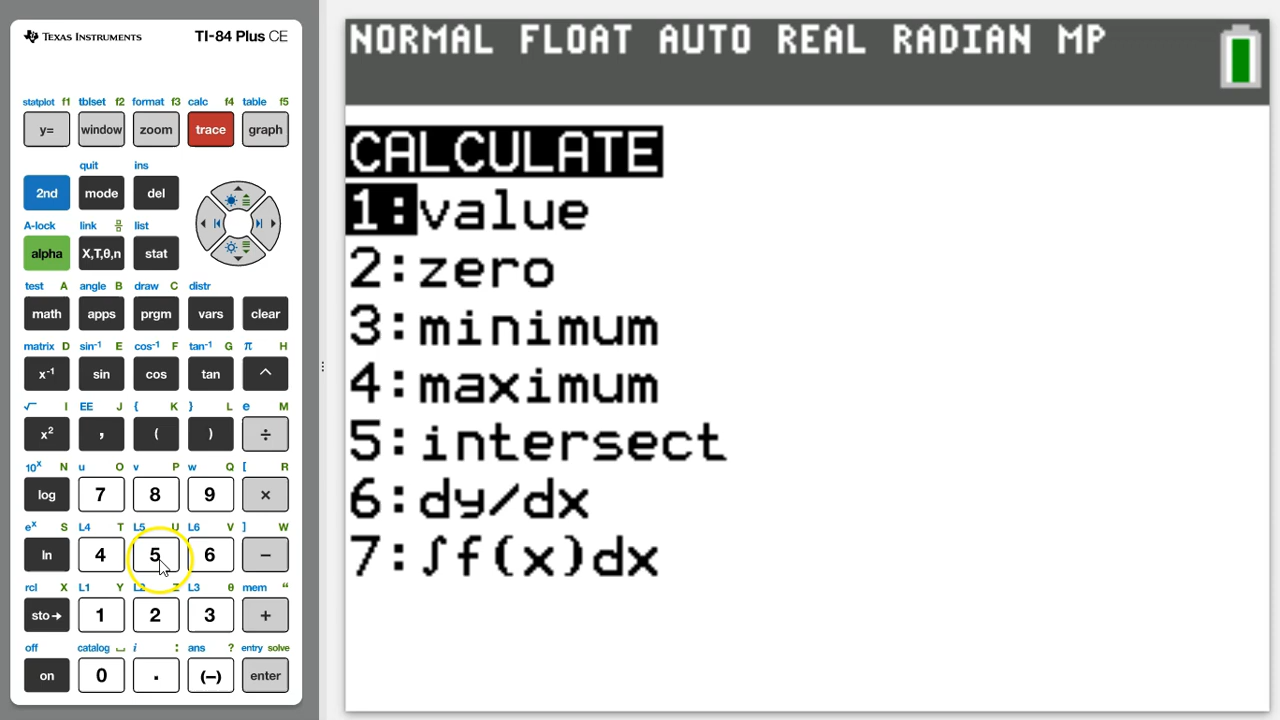 TEXAS INSTRUMENTS TI-84 Plus CE
NORMAL FLOAT AUTO REAL RADIAN MP
statplot f1 tblset f2 format f3 calc f4 table f5
y= window zoom trace graph
quit ins
2nd mode del
A-lock link list
alpha X,T,θ,n stat
test A angle B draw C distr
math apps prgm vars clear
matrix D sin⁻¹ E cos⁻¹ F tan⁻¹ G π H
x⁻¹ sin cos tan ^
√ I EE J { K } L e M
x² , ( ) ÷
10ˣ N u O v P w Q [ R
log 7 8 9 ×
eˣ S L4 T L5 U L6 V ] W
ln 4 5 6 −
rcl X L1 Y L2 Z L3 θ mem “
sto→ 1 2 3 +
off catalog ⎵ i : ans ? entry solve
on 0 . (−) enter
CALCULATE
1:value
2:zero
3:minimum
4:maximum
5:intersect
6:dy/dx
7:∫f(x)dx